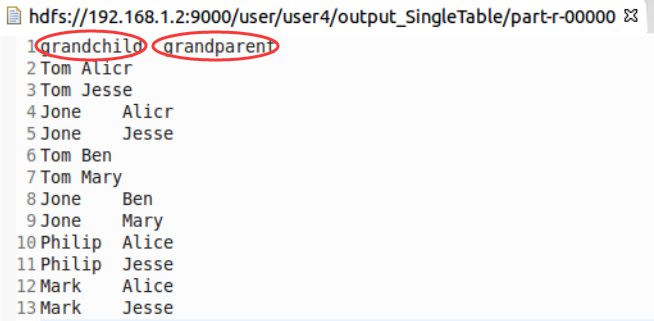 hdfs://192.168.1.2:9000/user/user4/output_SingleTable/part-r-00000
1 grandchild grandparent
2 Tom Alicr
3 Tom Jesse
4 Jone Alicr
5 Jone Jesse
6 Tom Ben
7 Tom Mary
8 Jone Ben
9 Jone Mary
10 Philip Alice
11 Philip Jesse
12 Mark Alice
13 Mark Jesse